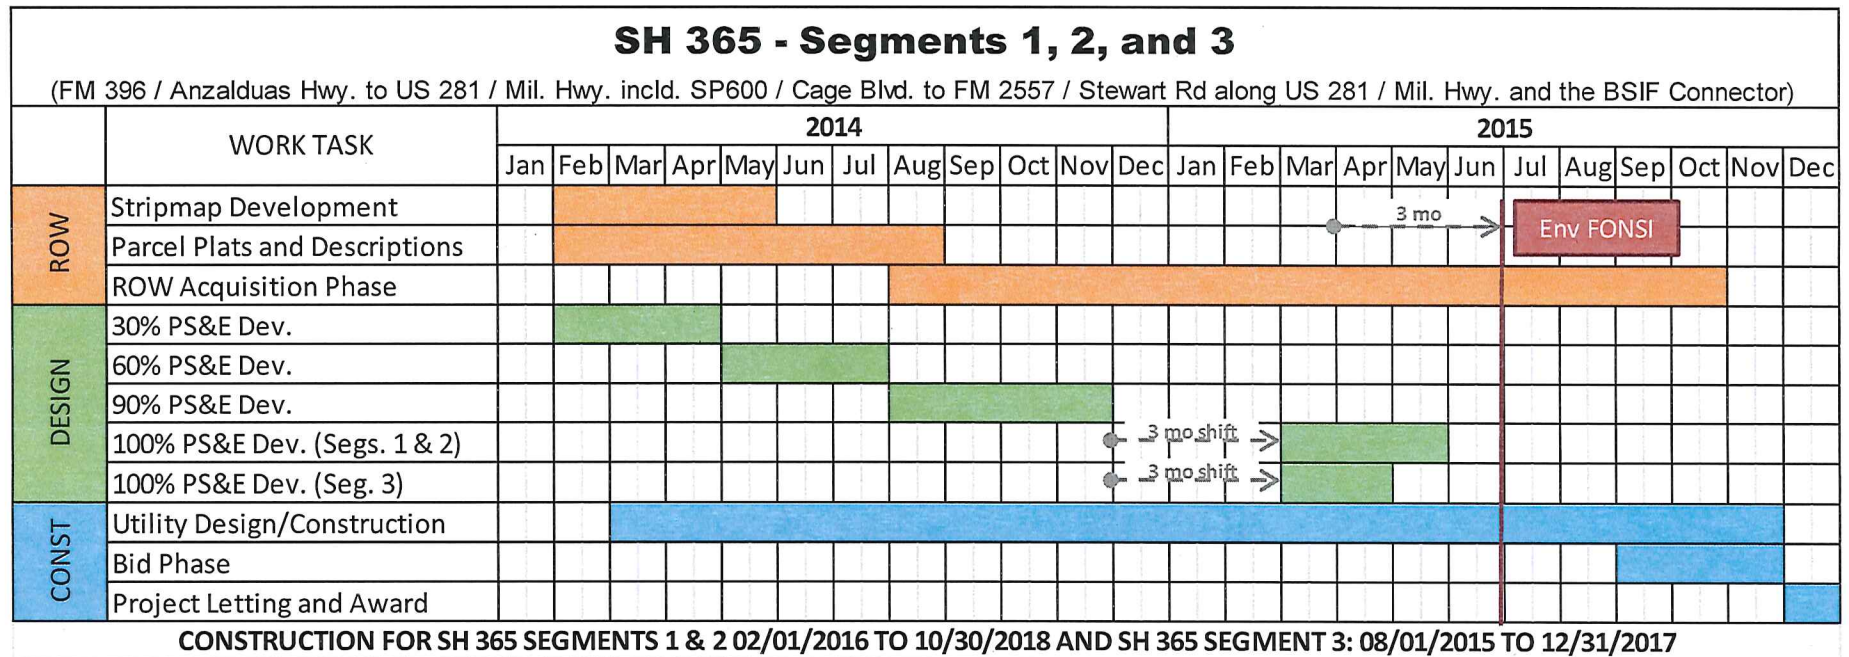 SH 365 - Segments 1, 2, and 3
(FM 396 / Anzalduas Hwy. to US 281 / Mil. Hwy. incld. SP600 / Cage Blvd. to FM 2557 / Stewart Rd along US 281 / Mil. Hwy. and the BSIF Connector)
WORK TASK
2014 2015
Jan Feb Mar Apr May Jun Jul Aug Sep Oct Nov Dec Jan Feb Mar Apr May Jun Jul Aug Sep Oct Nov Dec
ROW
Stripmap Development
3 mo
Env FONSI
Parcel Plats and Descriptions
ROW Acquisition Phase
DESIGN
30% PS&E Dev.
60% PS&E Dev.
90% PS&E Dev.
100% PS&E Dev. (Segs. 1 & 2) 3 mo shift
100% PS&E Dev. (Seg. 3) 3 mo shift
CONST
Utility Design/Construction
Bid Phase
Project Letting and Award
CONSTRUCTION FOR SH 365 SEGMENTS 1 & 2 02/01/2016 TO 10/30/2018 AND SH 365 SEGMENT 3: 08/01/2015 TO 12/31/2017